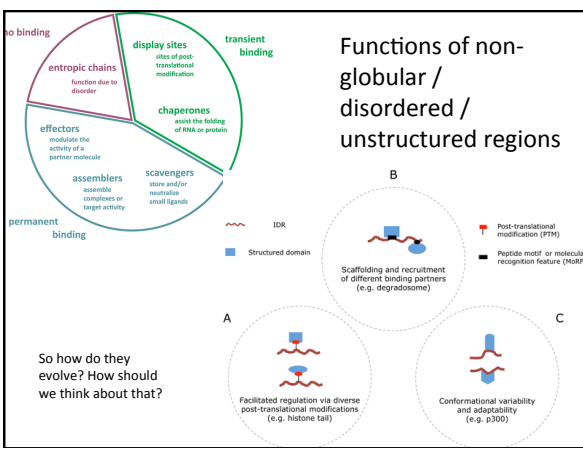 no binding
entropic chains
function due to
disorder
display sites
sites of post-
translational
modification
transient
binding
chaperones
assist the folding
of RNA or protein
effectors
modulate the
activity of a
partner molecule
scavengers
store and/or
neutralize
small ligands
assemblers
assemble
complexes or
target activity
permanent
binding
Functions of non-
globular /
disordered /
unstructured regions
IDR
Structured domain
B
Scaffolding and recruitment
of different binding partners
(e.g. degradosome)
Post-translational
modification (PTM)
Peptide motif or molecular
recognition feature (MoRF)
So how do they
evolve? How should
we think about that?
A
Facilitated regulation via diverse
post-translational modifications
(e.g. histone tail)
C
Conformational variability
and adaptability
(e.g. p300)